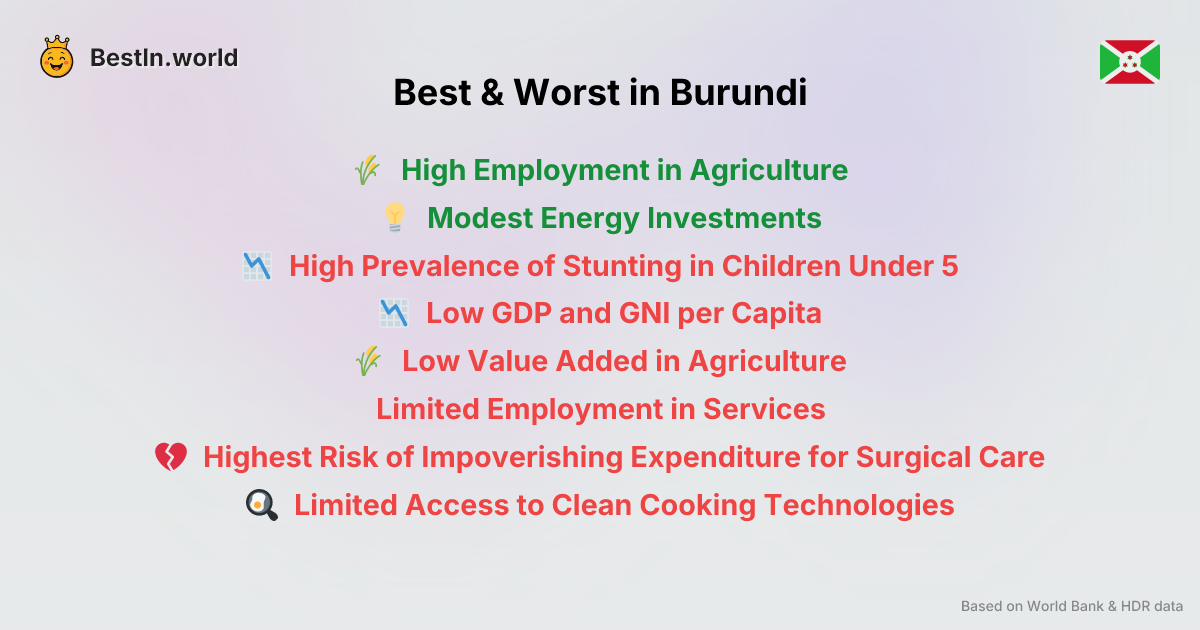 BestIn.world
Best & Worst in Burundi
High Employment in Agriculture
Modest Energy Investments
High Prevalence of Stunting in Children Under 5
Low GDP and GNI per Capita
Low Value Added in Agriculture
Limited Employment in Services
Highest Risk of Impoverishing Expenditure for Surgical Care
Limited Access to Clean Cooking Technologies
Based on World Bank & HDR data